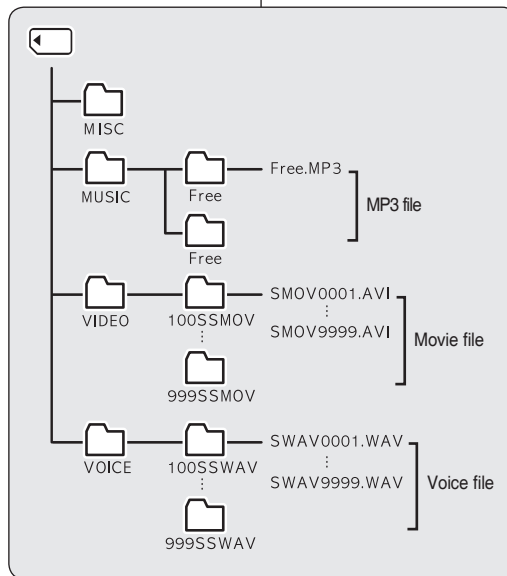 MISC
MUSIC
Free
Free.MP3
Free
MP3 file
VIDEO
100SSMOV
SMOV0001.AVI
SMOV9999.AVI
999SSMOV
Movie file
VOICE
100SSWAV
SWAV0001.WAV
SWAV9999.WAV
999SSWAV
Voice file